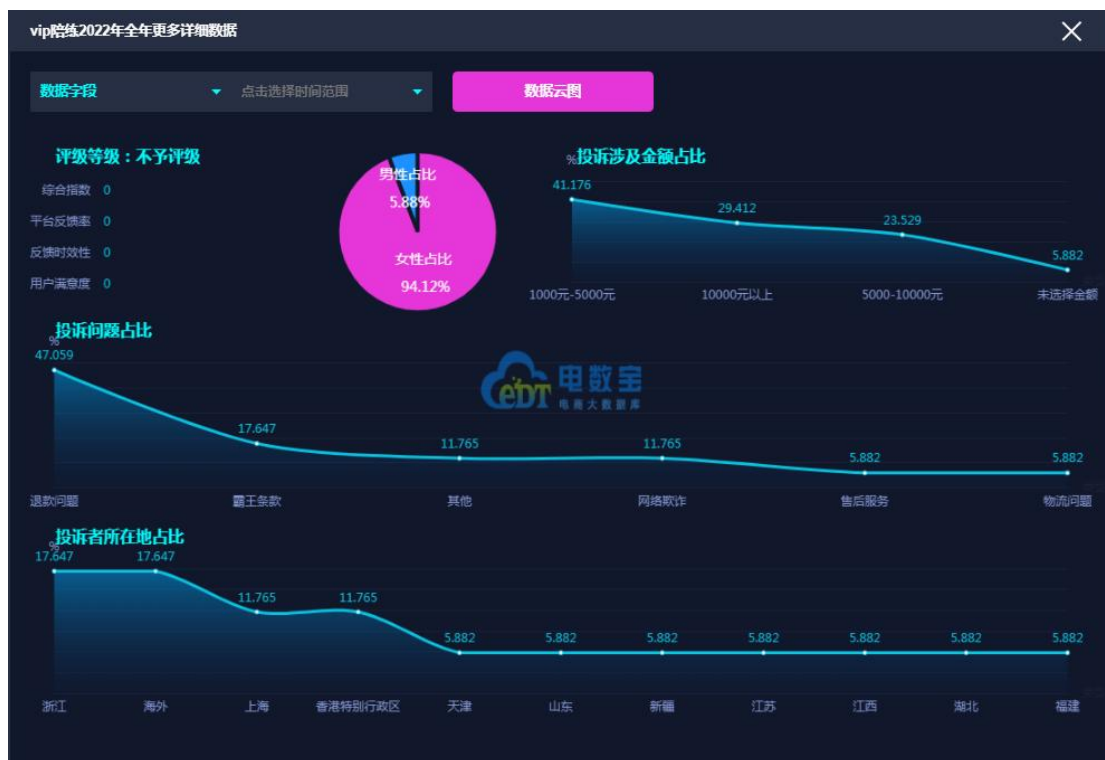 vip陪练2022年全年更多详细数据
数据字段
点击选择时间范围
数据云图
评级等级：不予评级
综合指数 0
平台反馈率 0
反馈时效性 0
用户满意度 0
男性占比
5.88%
女性占比
94.12%
%
投诉涉及金额占比
41.176
29.412
23.529
5.882
1000元-5000元
10000元以上
5000-10000元
未选择金额
投诉问题占比
%
47.059
17.647
11.765
11.765
5.882
5.882
退款问题
霸王条款
其他
网络欺诈
售后服务
物流问题
ebDT 电数宝
电商大数据库
投诉者所在地占比
%
17.647
17.647
11.765
11.765
5.882
5.882
5.882
5.882
5.882
5.882
5.882
浙江
海外
上海
香港特别行政区
天津
山东
新疆
江苏
江西
湖北
福建